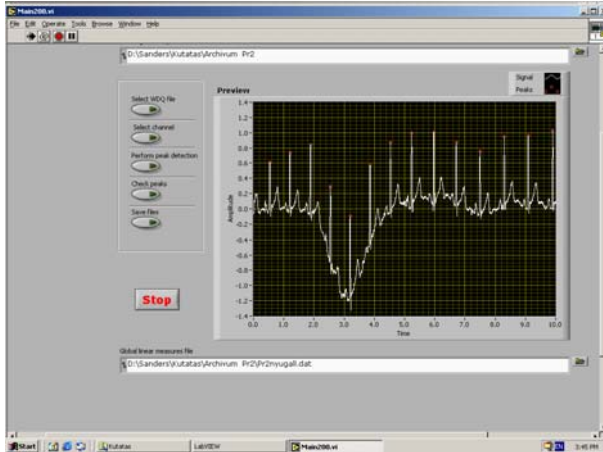 Main200.vi
File Edit Operate Tools Browse Window Help
D:\Sanders\Kutatas\Archivum Pr2
Select WDQ file
Select channel
Perform peak detection
Check peaks
Save files
Stop
Preview
Signal
Peaks
Amplitude
1.4
1.2
1.0
0.8
0.6
0.4
0.2
0.0
-0.2
-0.4
-0.6
-0.8
-1.0
-1.2
-1.4
0.0 1.0 2.0 3.0 4.0 5.0 6.0 7.0 8.0 9.0 10.0
Time
Global linear measures file
D:\Sanders\Kutatas\Archivum Pr2\Pr2nyugall.dat
Start Kutatas LabVIEW Main200.vi EN 3:45 PM